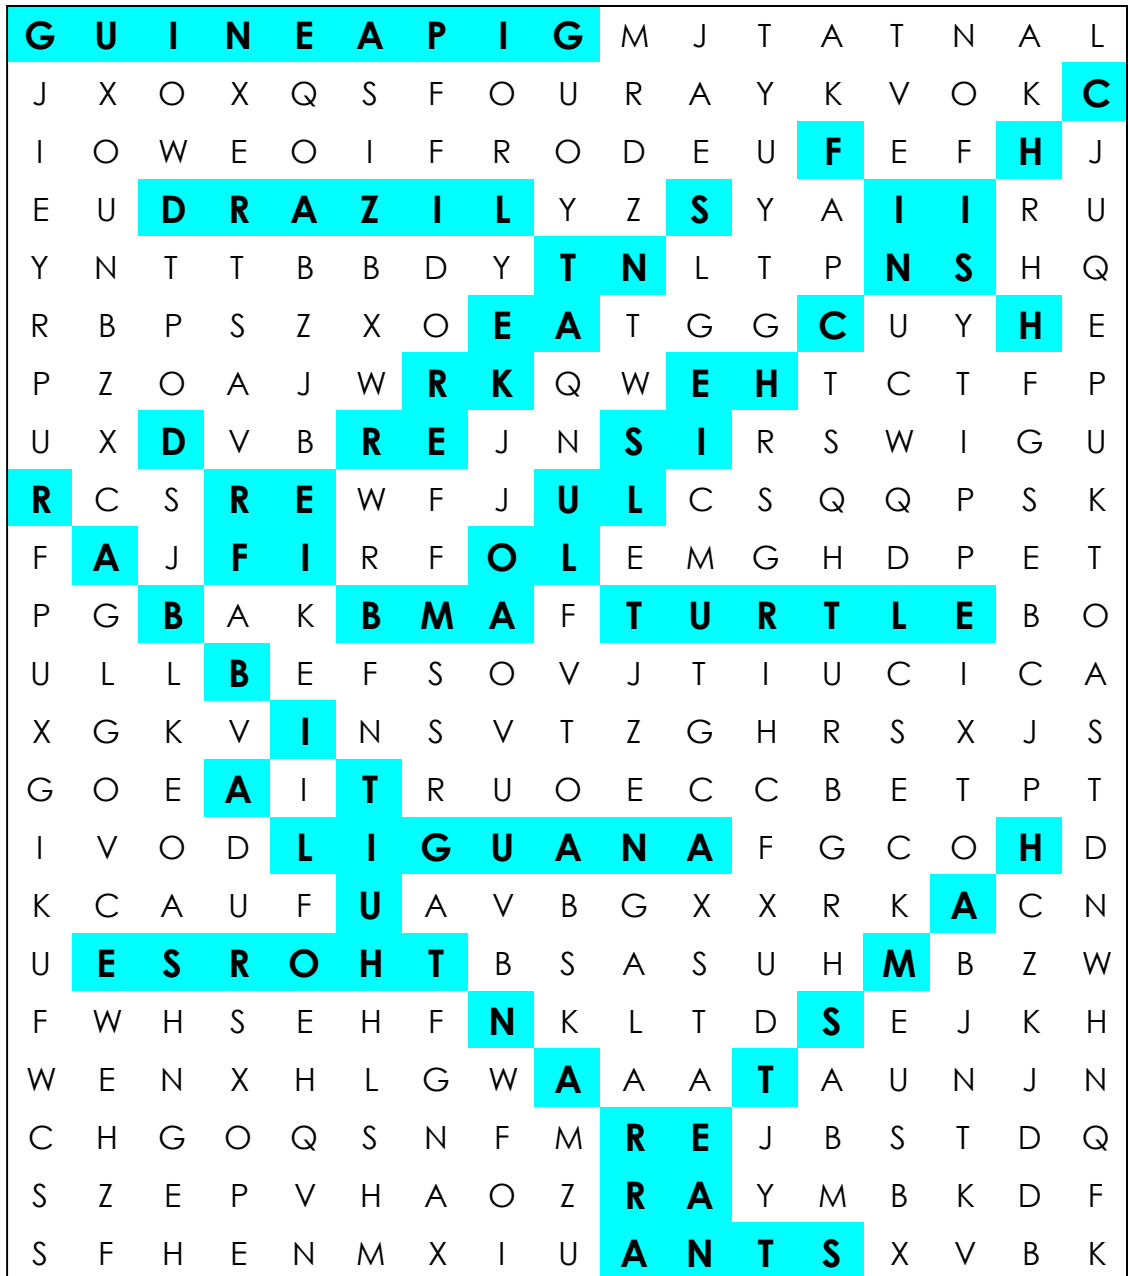 G U I N E A P I G M J T A T N A L
J X O X Q S F O U R A Y K V O K C
I O W E O I F R O D E U F E F H J
E U D R A Z I L Y Z S Y A I I R U
Y N T T B B D Y T N L T P N S H Q
R B P S Z X O E A T G G C U Y H E
P Z O A J W R K Q W E H T C T F P
U X D V B R E J N S I R S W I G U
R C S R E W F J U L C S Q Q P S K
F A J F I R F O L E M G H D P E T
P G B A K B M A F T U R T L E B O
U L L B E F S O V J T I U C I C A
X G K V I N S V T Z G H R S X J S
G O E A I T R U O E C C B E T P T
I V O D L I G U A N A F G C O H D
K C A U F U A V B G X X R K A C N
U E S R O H T B S A S U H M B Z W
F W H S E H F N K L T D S E J K H
W E N X H L G W A A A T A U N J N
C H G O Q S N F M R E J B S T D Q
S Z E P V H A O Z R A Y M B K D F
S F H E N M X I U A N T S X V B K